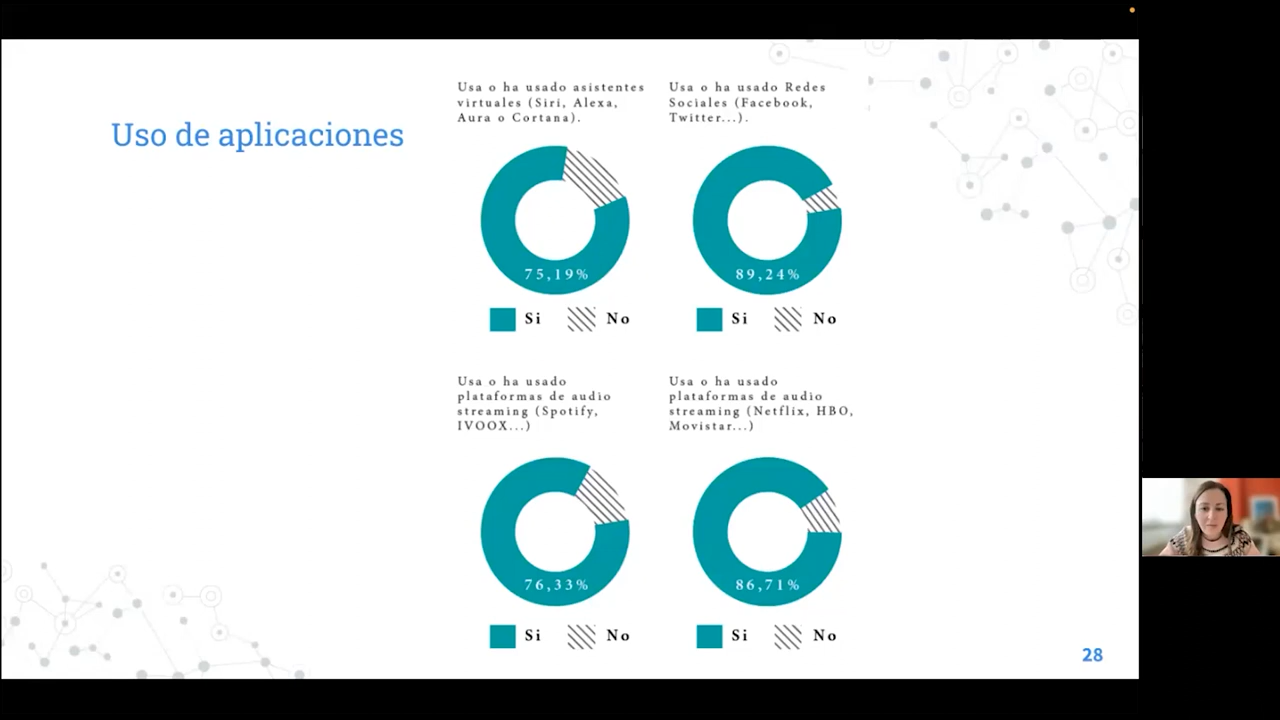 Uso de aplicaciones
Usa o ha usado asistentes
virtuales (Siri, Alexa,
Aura o Cortana).
75,19%
Si No
Usa o ha usado Redes
Sociales (Facebook,
Twitter...).
89,24%
Si No
Usa o ha usado
plataformas de audio
streaming (Spotify,
IVOOX...)
76,33%
Si No
Usa o ha usado
plataformas de audio
streaming (Netflix, HBO,
Movistar...)
86,71%
Si No
28